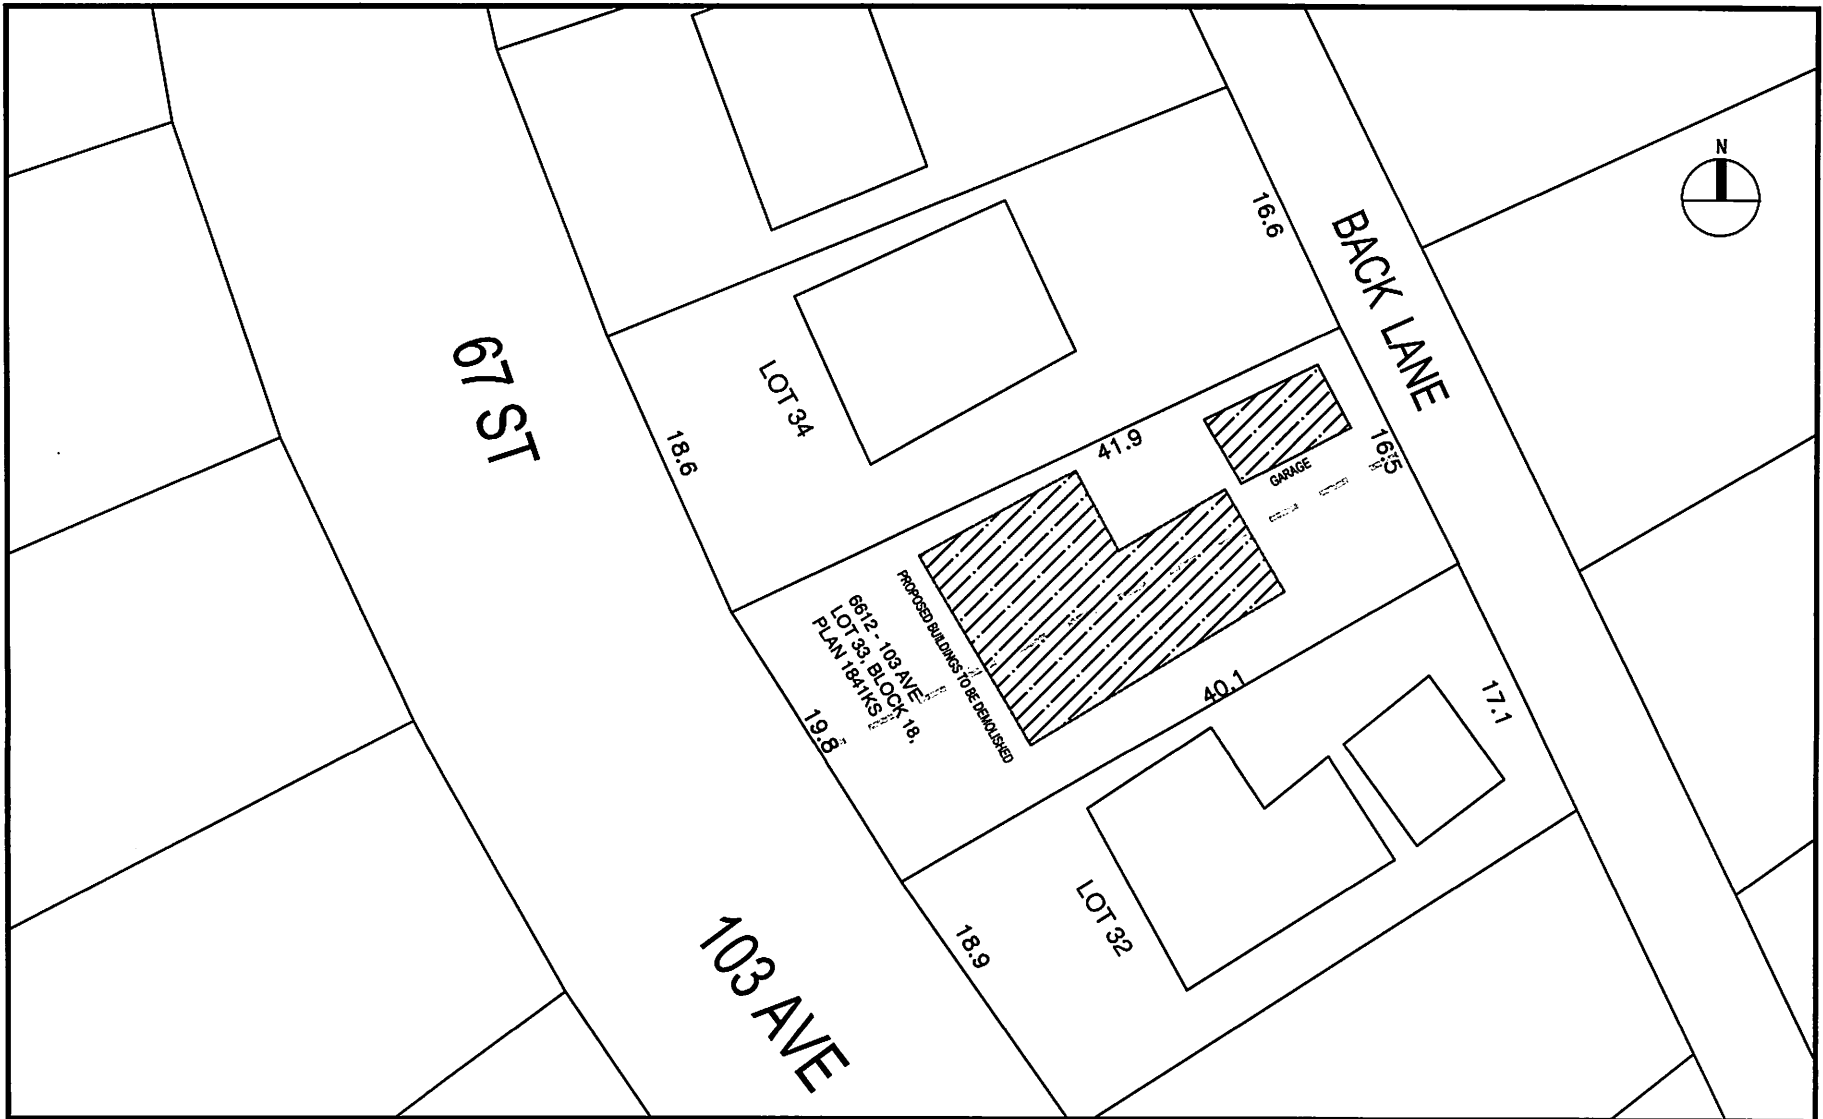 N
16.6
BACK LANE
67 ST
LOT 34
18.6
41.9
16.5
GARAGE
PROPOSED BUILDINGS TO BE DEMOLISHED
6612 - 103 AVE
LOT 33, BLOCK 18,
PLAN 1841KS
19.8
40.1
17.1
LOT 32
18.9
103 AVE